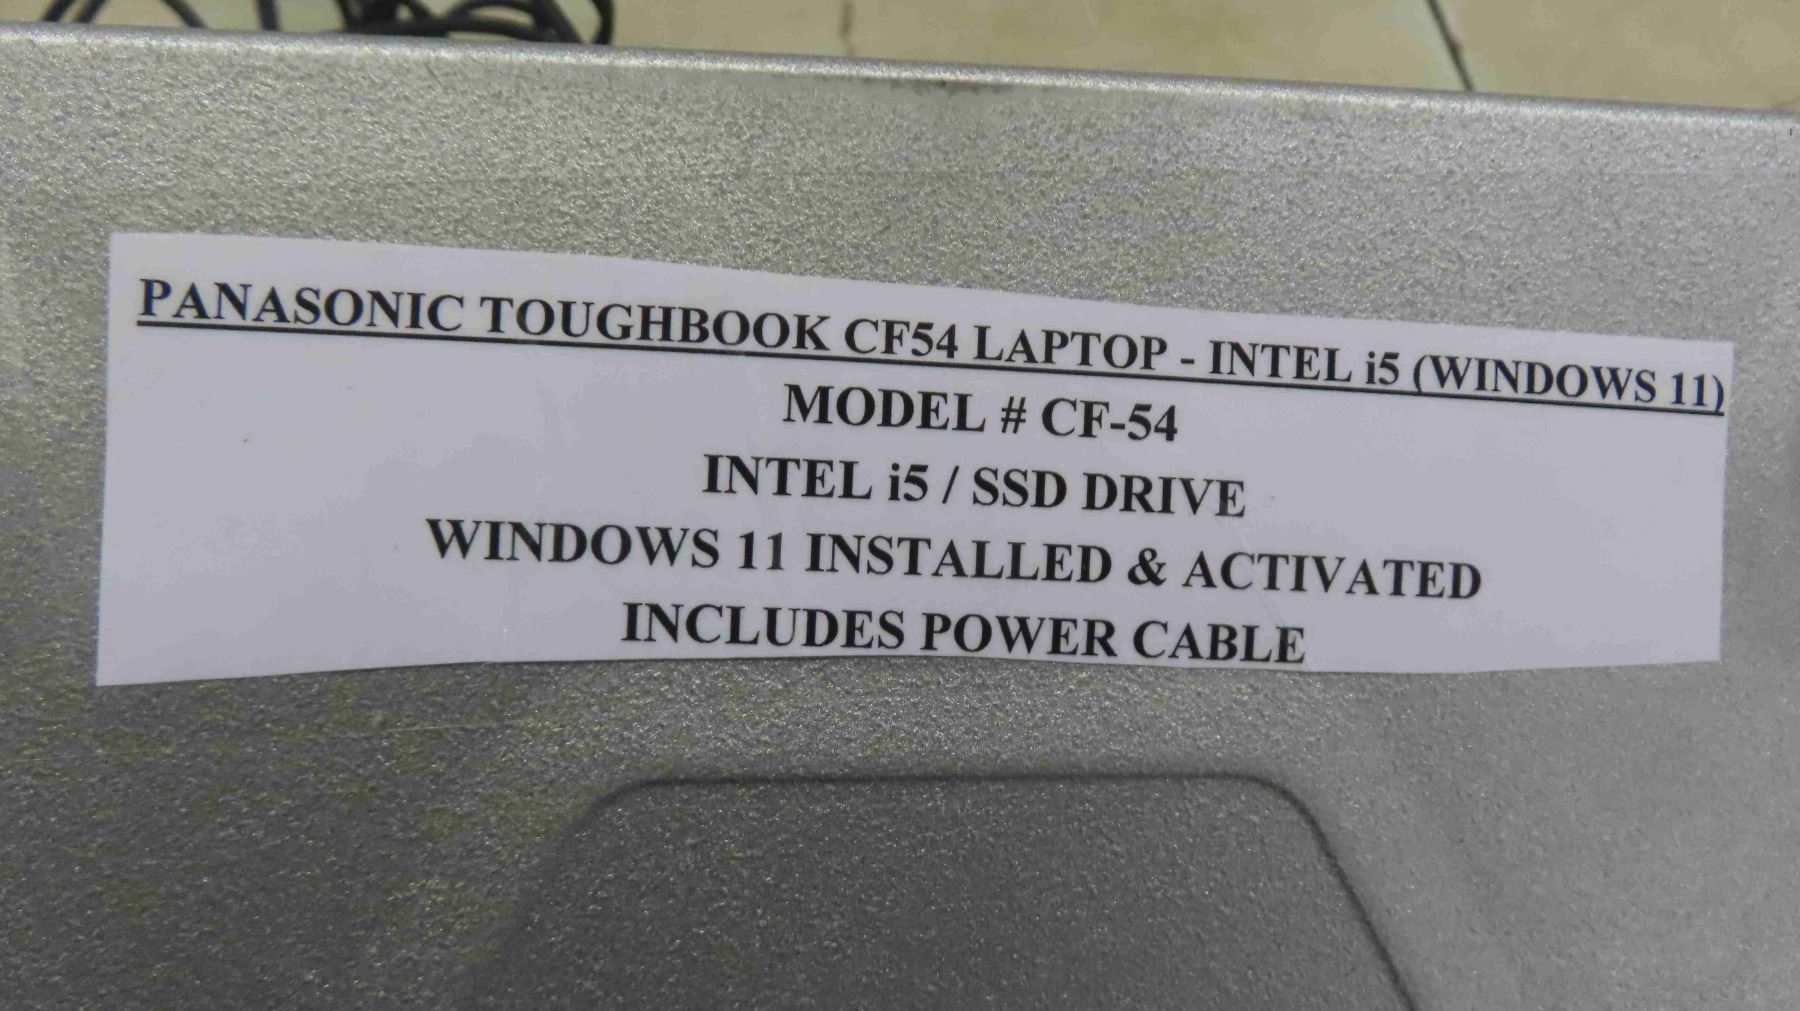 PANASONIC TOUGHBOOK CF54 LAPTOP - INTEL i5 (WINDOWS 11)
MODEL # CF-54
INTEL i5 / SSD DRIVE
WINDOWS 11 INSTALLED & ACTIVATED
INCLUDES POWER CABLE